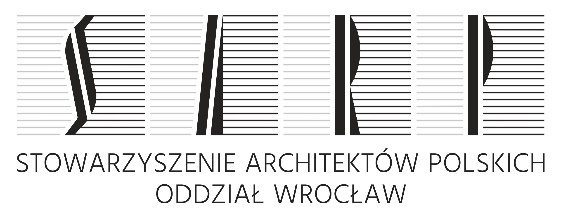 SARP
STOWARZYSZENIE ARCHITEKTÓW POLSKICH
ODDZIAŁ WROCŁAW